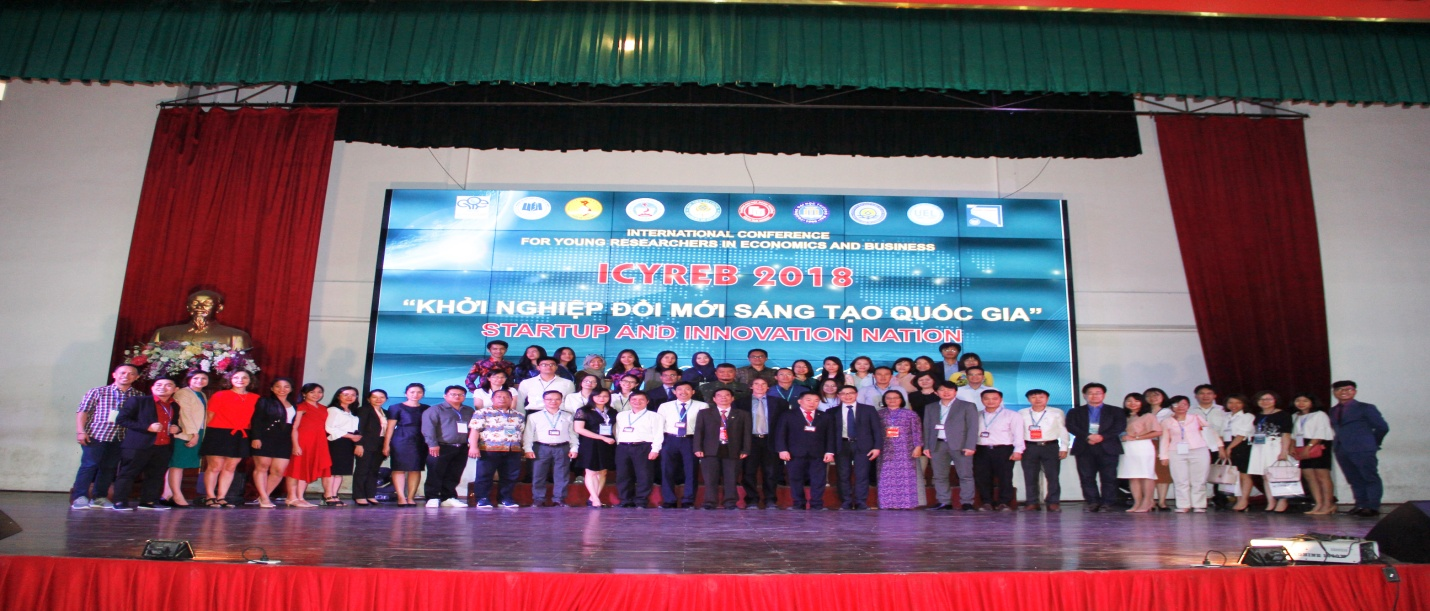 UFL
INTERNATIONAL CONFERENCE
FOR YOUNG RESEARCHERS IN ECONOMICS AND BUSINESS
ICYREB 2018
“KHỞI NGHIỆP ĐỔI MỚI SÁNG TẠO QUỐC GIA”
STARTUP AND INNOVATION NATION